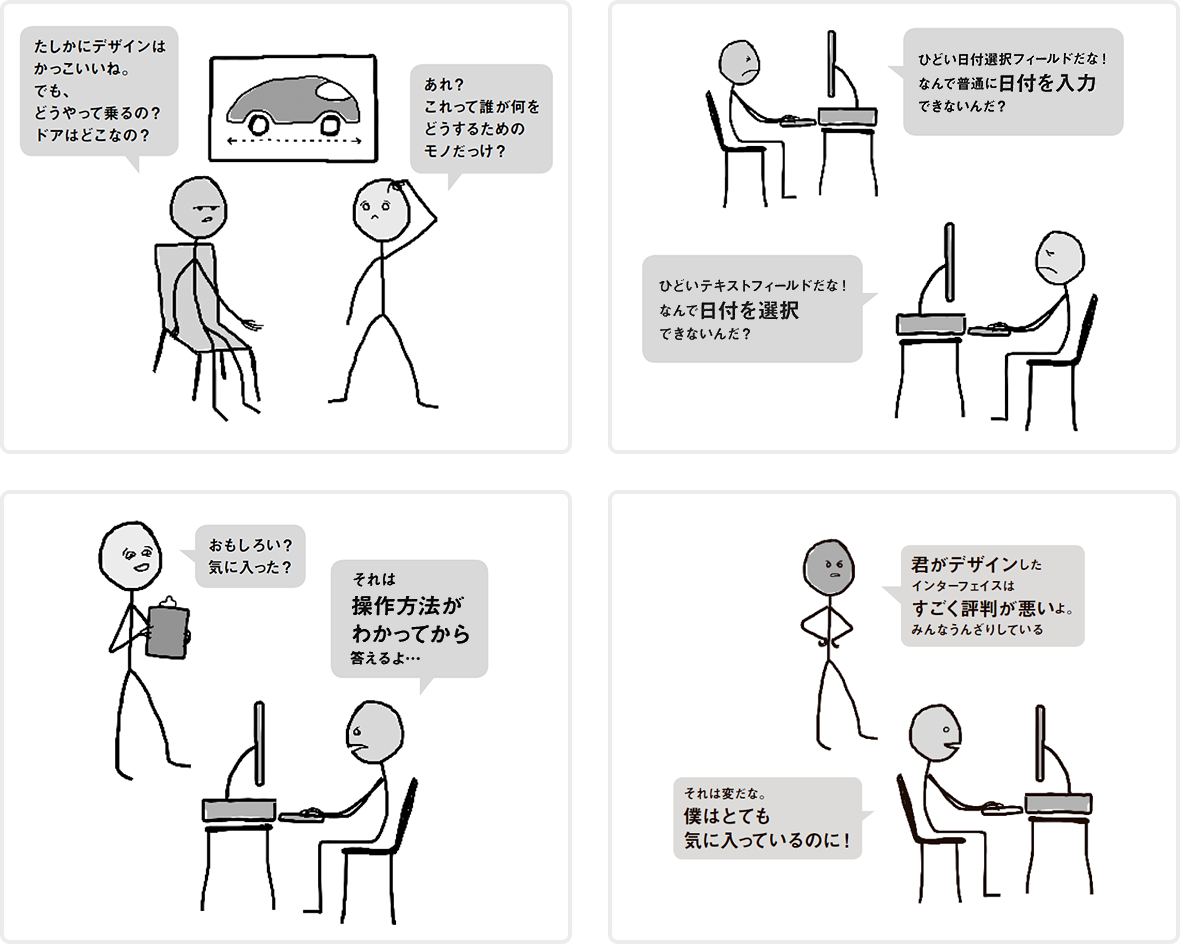 たしかにデザインは
かっこいいね。
でも、
どうやって乗るの？
ドアはどこなの？
あれ？
これって誰が何を
どうするための
モノだっけ？
ひどい日付選択フィールドだな！
なんで普通に日付を入力
できないんだ？
ひどいテキストフィールドだな！
なんで日付を選択
できないんだ？
おもしろい？
気に入った？
それは
操作方法が
わかってから
答えるよ…
君がデザインした
インターフェイスは
すごく評判が悪いよ。
みんなうんざりしている
それは変だな。
僕はとても
気に入っているのに！